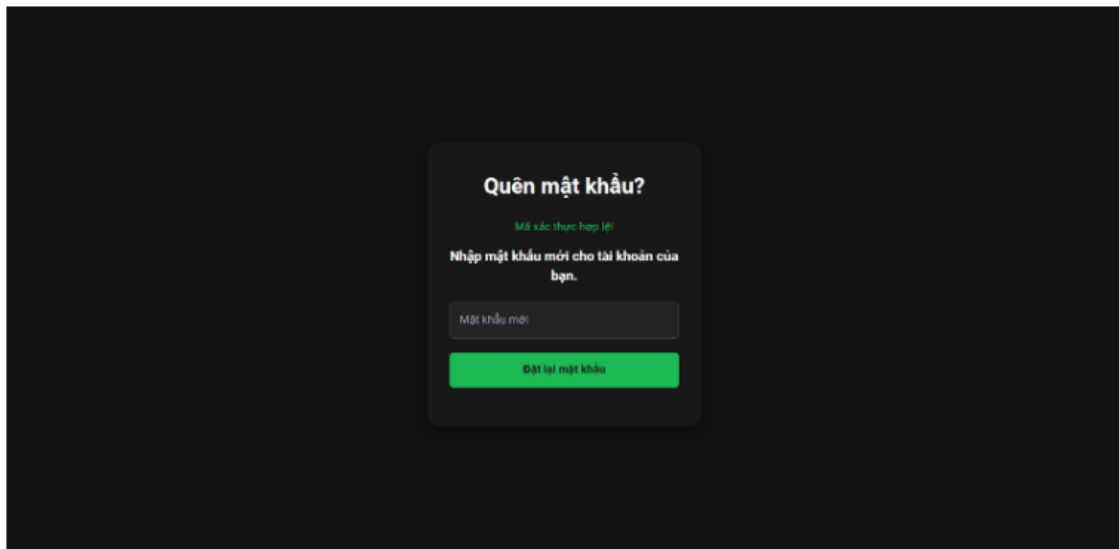 Quên mật khẩu?
Mã xác thực hợp lệ!
Nhập mật khẩu mới cho tài khoản của
bạn.
Mật khẩu mới
Đặt lại mật khẩu